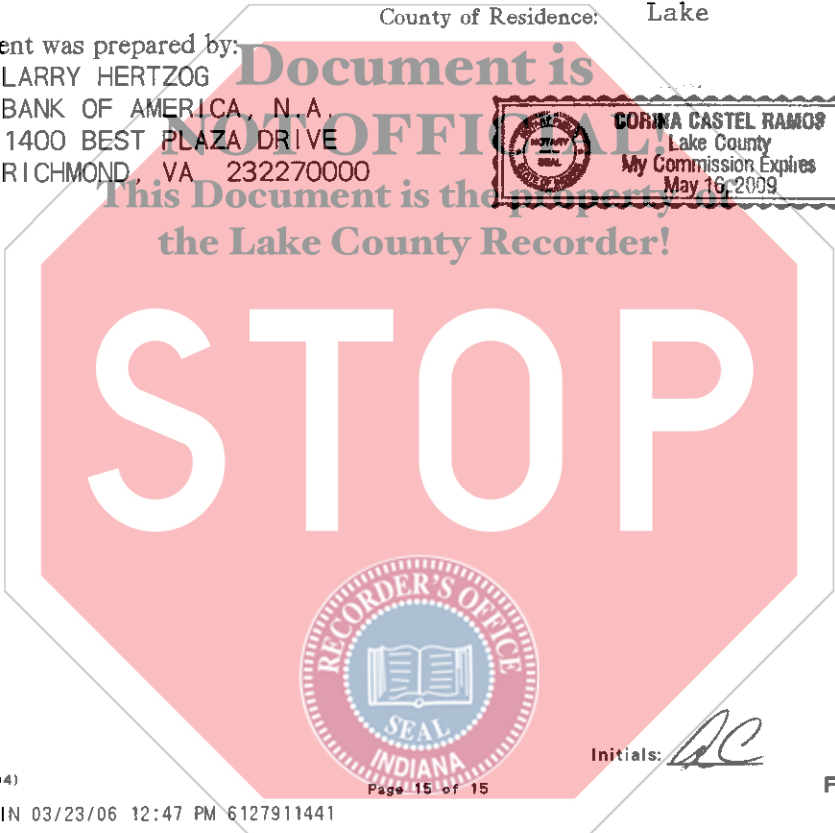 County of Residence: Lake
ent was prepared by:
LARRY HERTZOG
BANK OF AMERICA, N.A.
1400 BEST PLAZA DRIVE
RICHMOND, VA 232270000
Document is
NOT OFFICIAL!
This Document is the property of
the Lake County Recorder!
NOTARY
SEAL
CORINA CASTEL RAMOS
Lake County
My Commission Expires
May 16, 2009
STOP
RECORDER'S OFFICE
SEAL
INDIANA
Initials:
04)
Page 15 of 15
F
IN 03/23/06 12:47 PM 6127911441